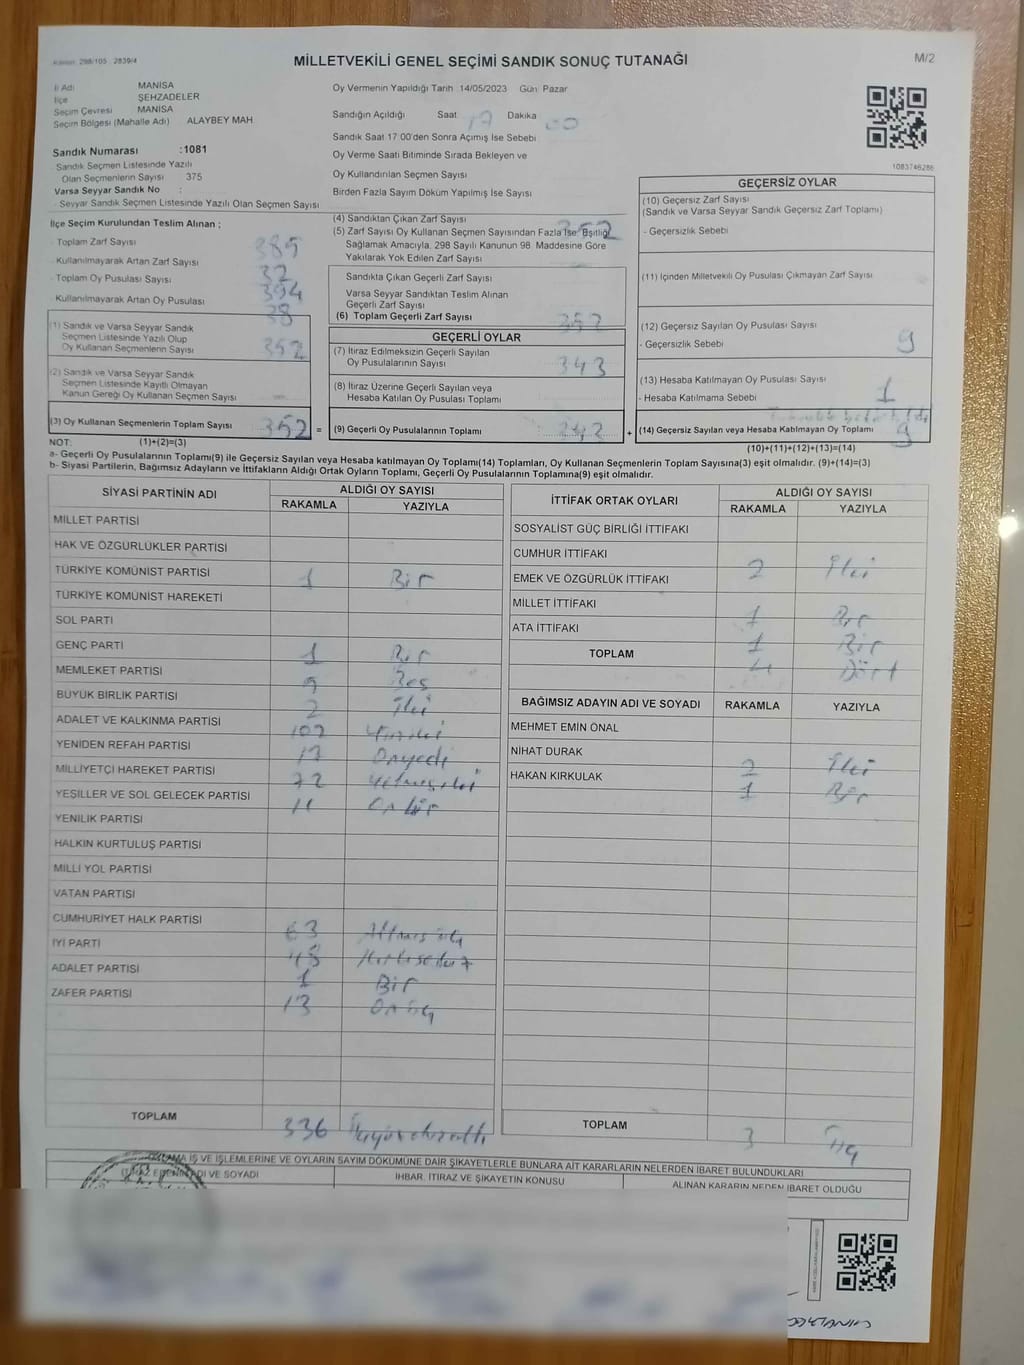 Kanun: 298/105 2839/4
MİLLETVEKİLİ GENEL SEÇİMİ SANDIK SONUÇ TUTANAĞI
M/2
İl Adı MANİSA
İlçe ŞEHZADELER
Seçim Çevresi MANİSA
Seçim Bölgesi (Mahalle Adı) ALAYBEY MAH
Sandık Numarası :1081
Sandık Seçmen Listesinde Yazılı
Olan Seçmenlerin Sayısı 375
Varsa Seyyar Sandık No :
Seyyar Sandık Seçmen Listesinde Yazılı Olan Seçmen Sayısı
Oy Vermenin Yapıldığı Tarih 14/05/2023 Gün Pazar
Sandığın Açıldığı Saat 17 Dakika 00
Sandık Saat 17:00'den Sonra Açımış İse Sebebi
Oy Verme Saati Bitiminde Sırada Bekleyen ve
Oy Kullandırılan Seçmen Sayısı
Birden Fazla Sayım Döküm Yapılmış İse Sayısı
1083746286
İlçe Seçim Kurulundan Teslim Alınan ;
Toplam Zarf Sayısı 385
Kullanılmayarak Artan Zarf Sayısı 32
Toplam Oy Pusulası Sayısı 394
Kullanılmayarak Artan Oy Pusulası 38
(1) Sandık ve Varsa Seyyar Sandık
Seçmen Listesinde Yazılı Olup
Oy Kullanan Seçmenlerin Sayısı 352
(2) Sandık ve Varsa Seyyar Sandık
Seçmen Listesinde Kayıtlı Olmayan
Kanun Gereği Oy Kullanan Seçmen Sayısı
(3) Oy Kullanan Seçmenlerin Toplam Sayısı 352 =
(4) Sandıktan Çıkan Zarf Sayısı 352
(5) Zarf Sayısı Oy Kullanan Seçmen Sayısından Fazla İse; Eşitliği
Sağlamak Amacıyla, 298 Sayılı Kanunun 98. Maddesine Göre
Yakılarak Yok Edilen Zarf Sayısı
Sandıkta Çıkan Geçerli Zarf Sayısı
Varsa Seyyar Sandıktan Teslim Alınan
Geçerli Zarf Sayısı
(6) Toplam Geçerli Zarf Sayısı 352
GEÇERLİ OYLAR
(7) İtiraz Edilmeksizin Geçerli Sayılan
Oy Pusulalarının Sayısı 343
(8) İtiraz Üzerine Geçerli Sayılan veya
Hesaba Katılan Oy Pusulası Toplamı
(9) Geçerli Oy Pusulalarının Toplamı +
GEÇERSİZ OYLAR
(10) Geçersiz Zarf Sayısı
(Sandık ve Varsa Seyyar Sandık Geçersiz Zarf Toplamı)
- Geçersizlik Sebebi
(11) İçinden Milletvekili Oy Pusulası Çıkmayan Zarf Sayısı
(12) Geçersiz Sayılan Oy Pusulası Sayısı
- Geçersizlik Sebebi 9
(13) Hesaba Katılmayan Oy Pusulası Sayısı
- Hesaba Katılmama Sebebi 1
(14) Geçersiz Sayılan veya Hesaba Katılmayan Oy Toplamı 9
NOT: (1)+(2)=(3)
(10)+(11)+(12)+(13)=(14)
a- Geçerli Oy Pusulalarının Toplamı(9) ile Geçersiz Sayılan veya Hesaba katılmayan Oy Toplamı(14) Toplamları, Oy Kullanan Seçmenlerin Toplam Sayısına(3) eşit olmalıdır. (9)+(14)=(3)
b- Siyasi Partilerin, Bağımsız Adayların ve İttifakların Aldığı Ortak Oyların Toplamı, Geçerli Oy Pusulalarının Toplamına(9) eşit olmalıdır.
SİYASİ PARTİNİN ADI
ALDIĞI OY SAYISI
RAKAMLA YAZIYLA
MİLLET PARTİSİ
HAK VE ÖZGÜRLÜKLER PARTİSİ
TÜRKİYE KOMÜNİST PARTİSİ 1 Bir
TÜRKİYE KOMÜNİST HAREKETİ
SOL PARTİ
GENÇ PARTİ 1 Bir
MEMLEKET PARTİSİ Beş
BÜYÜK BİRLİK PARTİSİ 2 İki
ADALET VE KALKINMA PARTİSİ 102 Yüziki
YENİDEN REFAH PARTİSİ 17 Onyedi
MİLLİYETÇİ HAREKET PARTİSİ 72 Yetmişiki
YEŞİLLER VE SOL GELECEK PARTİSİ 11 Onbir
YENİLİK PARTİSİ
HALKIN KURTULUŞ PARTİSİ
MİLLİ YOL PARTİSİ
VATAN PARTİSİ
CUMHURİYET HALK PARTİSİ 63 Altmışüç
İYİ PARTİ 48 Kırksekiz
ADALET PARTİSİ 1 Bir
ZAFER PARTİSİ 13 Onüç
TOPLAM 336 Üçyüzotuzaltı
İTTİFAK ORTAK OYLARI
ALDIĞI OY SAYISI
RAKAMLA YAZIYLA
SOSYALİST GÜÇ BİRLİĞİ İTTİFAKI
CUMHUR İTTİFAKI 2 İki
EMEK VE ÖZGÜRLÜK İTTİFAKI
MİLLET İTTİFAKI 1 Bir
ATA İTTİFAKI 1 Bir
TOPLAM 4 Dört
BAĞIMSIZ ADAYIN ADI VE SOYADI RAKAMLA YAZIYLA
MEHMET EMİN ÖNAL
NİHAT DURAK 2 İki
HAKAN KIRKULAK 1 Bir
TOPLAM 3 Üç
İŞ VE İŞLEMLERİNE VE OYLARIN SAYIM DÖKÜMÜNE DAİR ŞİKAYETLERLE BUNLARA AİT KARARLARIN NELERDEN İBARET BULUNDUKLARI
İTİRAZ EDENİN ADI VE SOYADI
İHBAR, İTİRAZ VE ŞİKAYETİN KONUSU
ALINAN KARARIN NEDEN İBARET OLDUĞU